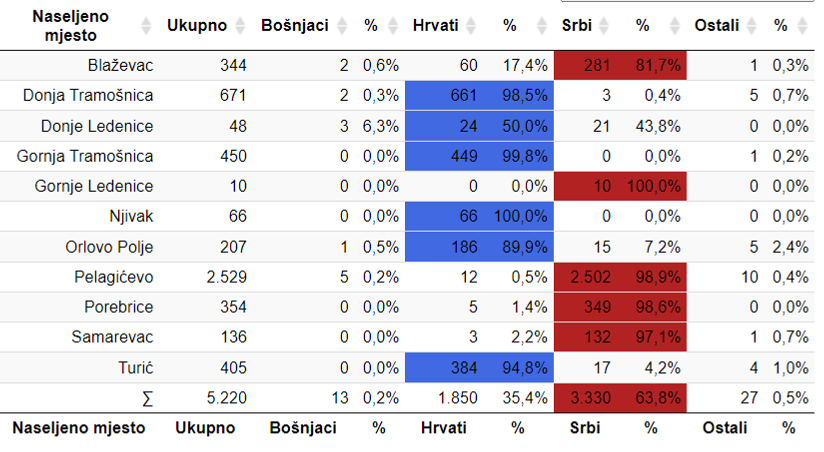 Naseljeno mjesto Ukupno Bošnjaci % Hrvati % Srbi % Ostali %
Blaževac 344 2 0,6% 60 17,4% 281 81,7% 1 0,3%
Donja Tramošnica 671 2 0,3% 661 98,5% 3 0,4% 5 0,7%
Donje Ledenice 48 3 6,3% 24 50,0% 21 43,8% 0 0,0%
Gornja Tramošnica 450 0 0,0% 449 99,8% 0 0,0% 1 0,2%
Gornje Ledenice 10 0 0,0% 0 0,0% 10 100,0% 0 0,0%
Njivak 66 0 0,0% 66 100,0% 0 0,0% 0 0,0%
Orlovo Polje 207 1 0,5% 186 89,9% 15 7,2% 5 2,4%
Pelagićevo 2.529 5 0,2% 12 0,5% 2.502 98,9% 10 0,4%
Porebrice 354 0 0,0% 5 1,4% 349 98,6% 0 0,0%
Samarevac 136 0 0,0% 3 2,2% 132 97,1% 1 0,7%
Turić 405 0 0,0% 384 94,8% 17 4,2% 4 1,0%
∑ 5.220 13 0,2% 1.850 35,4% 3.330 63,8% 27 0,5%
Naseljeno mjesto Ukupno Bošnjaci % Hrvati % Srbi % Ostali %